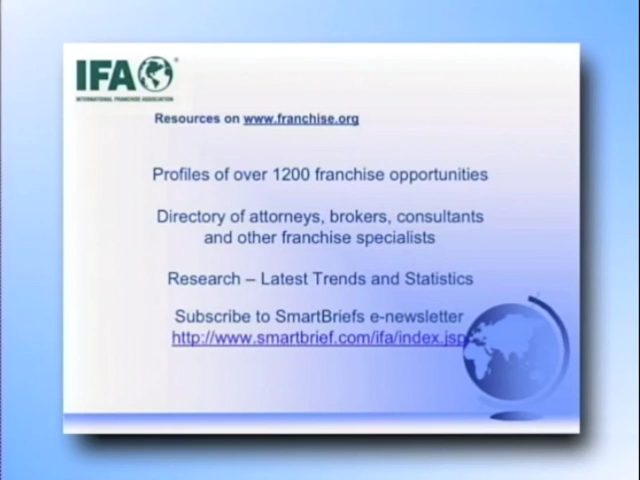 IFA
INTERNATIONAL FRANCHISE ASSOCIATION
Resources on www.franchise.org
Profiles of over 1200 franchise opportunities
Directory of attorneys, brokers, consultants
and other franchise specialists
Research – Latest Trends and Statistics
Subscribe to SmartBriefs e-newsletter
http://www.smartbrief.com/ifa/index.jsp